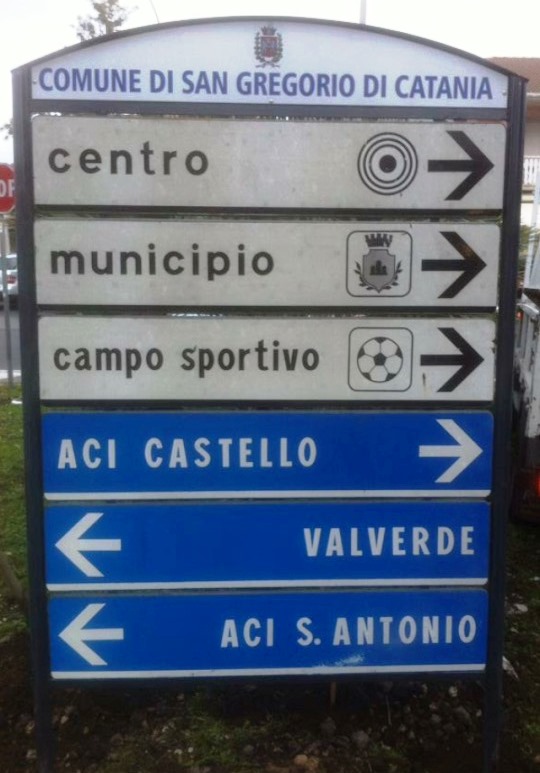 COMUNE DI SAN GREGORIO DI CATANIA
centro
municipio
campo sportivo
ACI CASTELLO
VALVERDE
ACI S. ANTONIO